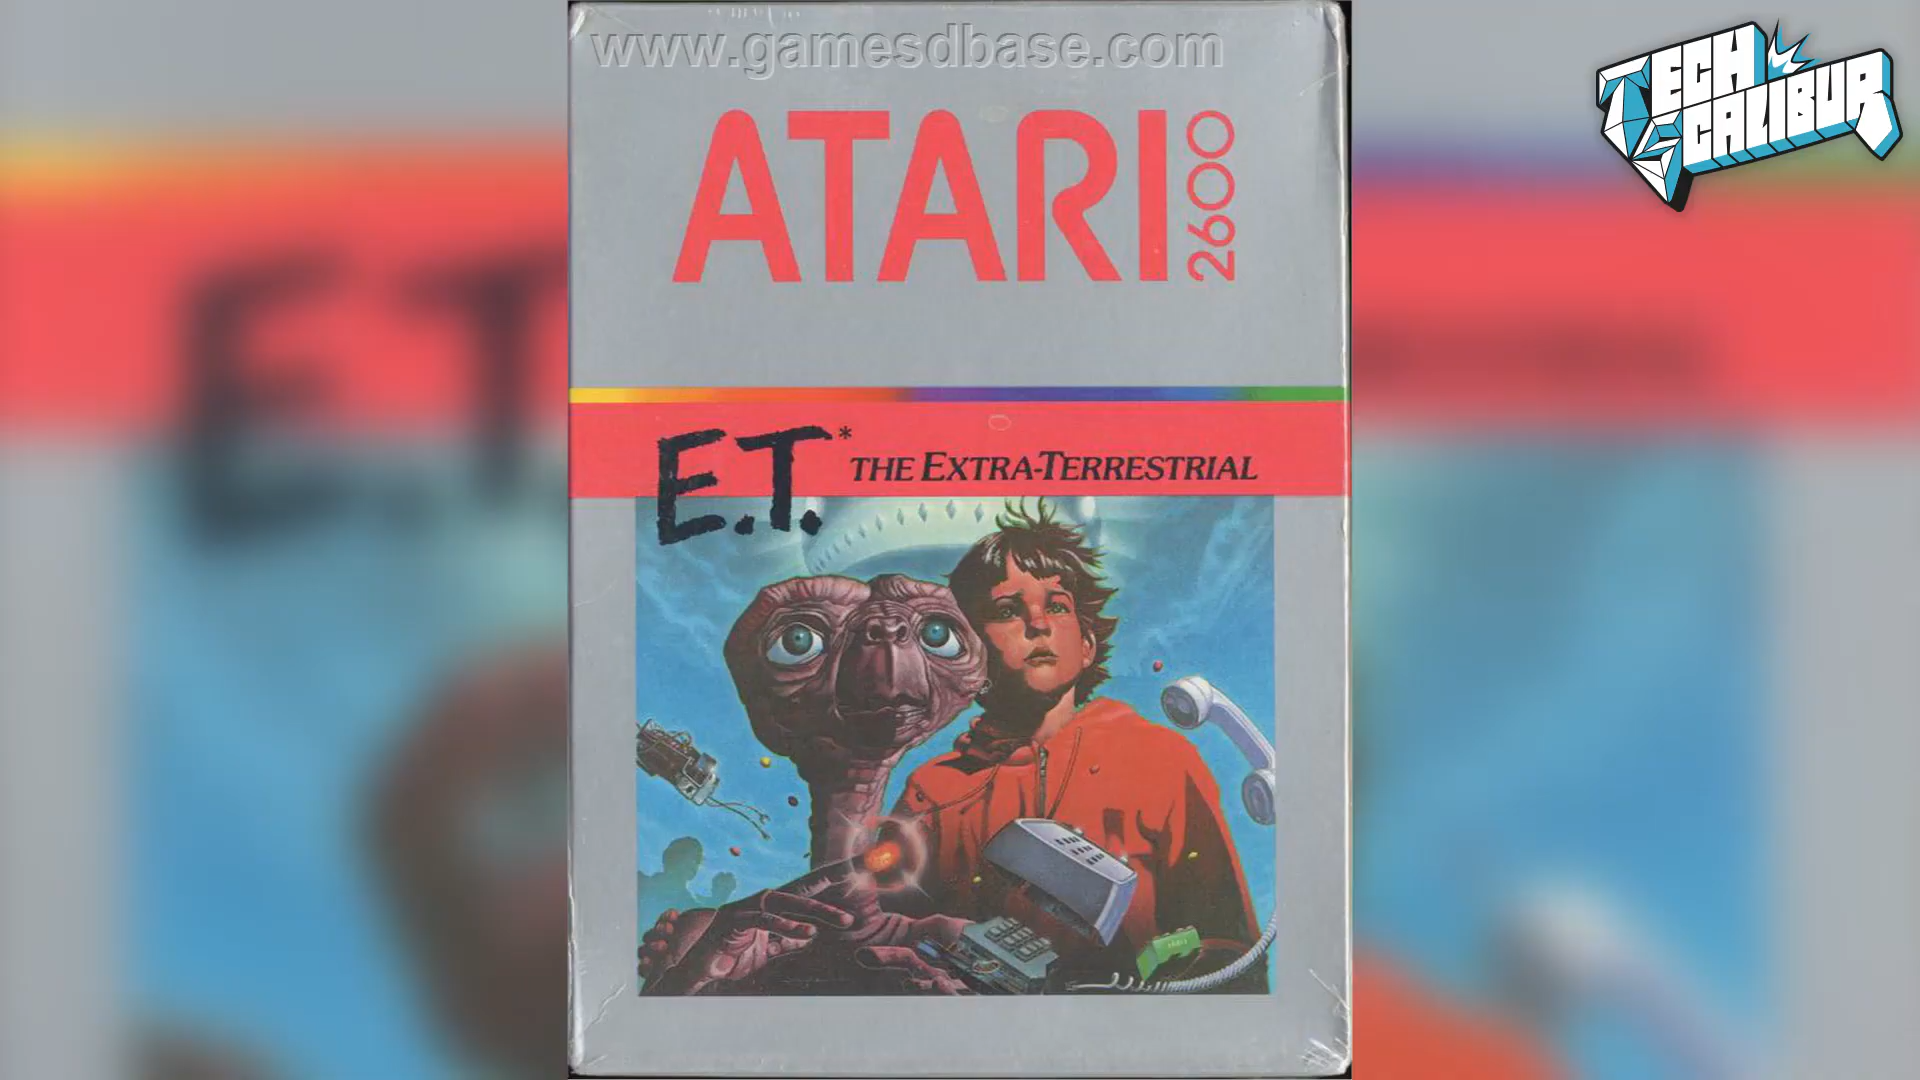 www.gamesdbase.com
TECH
CALIBUR
ATARI 2600
E.T.* THE EXTRA-TERRESTRIAL